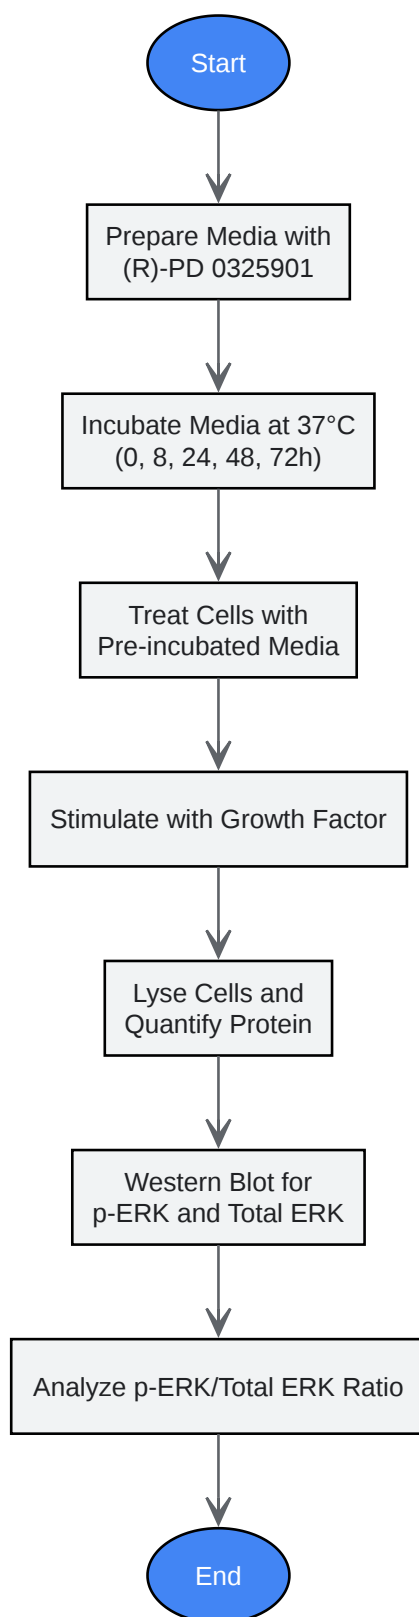 Start
Prepare Media with
(R)-PD 0325901
Incubate Media at 37°C
(0, 8, 24, 48, 72h)
Treat Cells with
Pre-incubated Media
Stimulate with Growth Factor
Lyse Cells and
Quantify Protein
Western Blot for
p-ERK and Total ERK
Analyze p-ERK/Total ERK Ratio
End